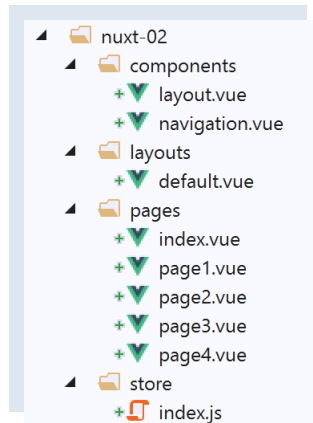 nuxt-02
components
layout.vue
navigation.vue
layouts
default.vue
pages
index.vue
page1.vue
page2.vue
page3.vue
page4.vue
store
index.js